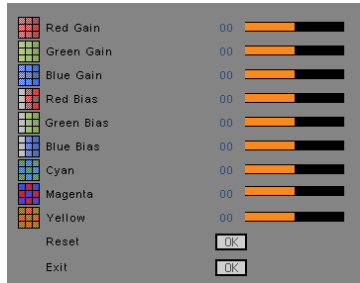 Red Gain 00
Green Gain 00
Blue Gain 00
Red Bias 00
Green Bias 00
Blue Bias 00
Cyan 00
Magenta 00
Yellow 00
Reset OK
Exit OK